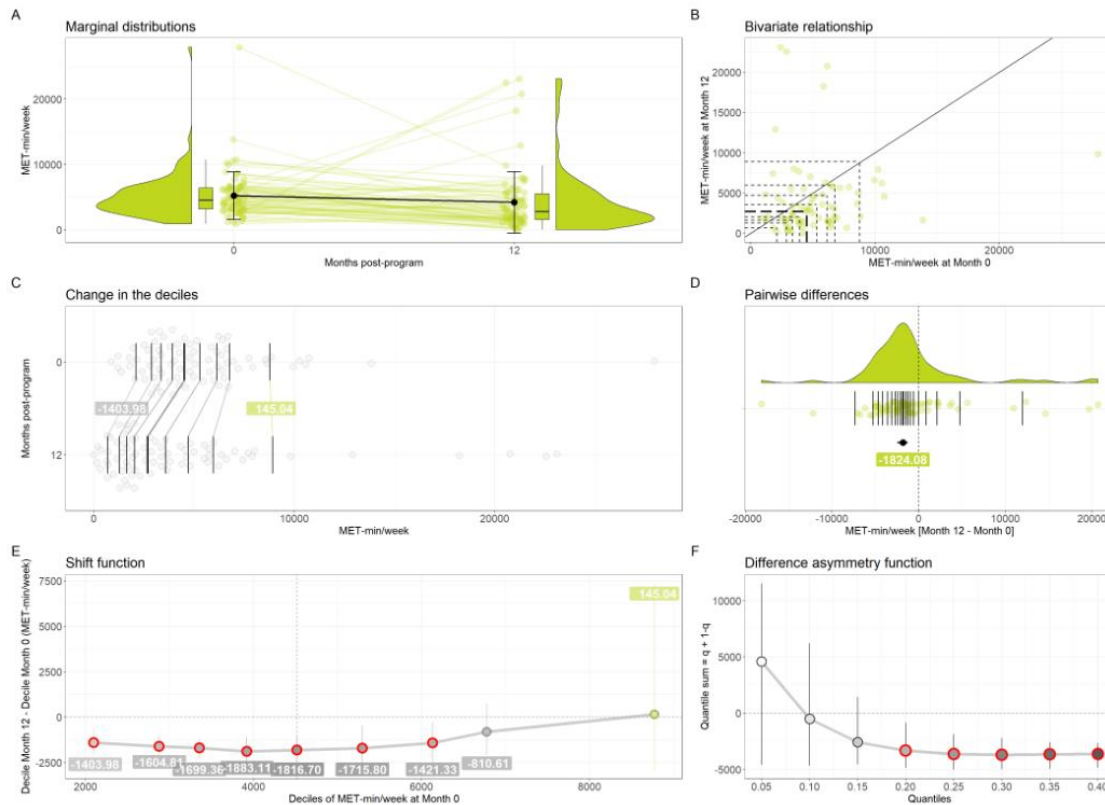 A
Marginal distributions
MET-min/week
20000
10000
0
0
12
Months post-program
B
Bivariate relationship
MET-min/week at Month 12
20000
15000
10000
5000
0
0
10000
20000
MET-min/week at Month 0
C
Change in the deciles
Months post-program
0
-1403.98
145.04
12
0
10000
20000
MET-min/week
D
Pairwise differences
-1824.08
-20000
-10000
0
10000
20000
MET-min/week [Month 12 - Month 0]
E
Shift function
Decile Month 12 - Decile Month 0 (MET-min/week)
7500
5000
2500
0
-2500
145.04
-1403.98
-1604.81
-1699.36
-1883.11
-1816.70
-1715.80
-1421.33
-810.61
2000
4000
6000
8000
Deciles of MET-min/week at Month 0
F
Difference asymmetry function
Quantile sum = q + 1-q
10000
5000
0
-5000
0.05
0.10
0.15
0.20
0.25
0.30
0.35
0.40
Quantiles